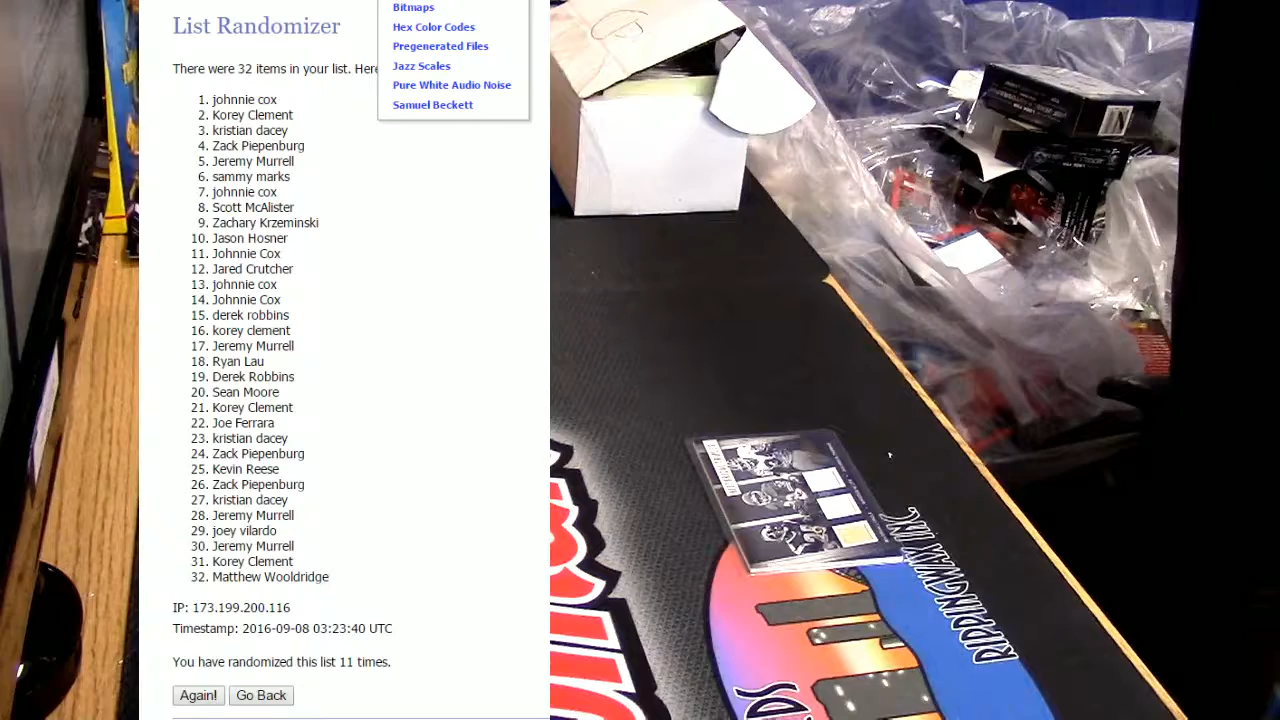 List Randomizer
Bitmaps
Hex Color Codes
Pregenerated Files
Jazz Scales
Pure White Audio Noise
Samuel Beckett
There were 32 items in your list. Here
1. johnnie cox
2. Korey Clement
3. kristian dacey
4. Zack Piepenburg
5. Jeremy Murrell
6. sammy marks
7. johnnie cox
8. Scott McAlister
9. Zachary Krzeminski
10. Jason Hosner
11. Johnnie Cox
12. Jared Crutcher
13. johnnie cox
14. Johnnie Cox
15. derek robbins
16. korey clement
17. Jeremy Murrell
18. Ryan Lau
19. Derek Robbins
20. Sean Moore
21. Korey Clement
22. Joe Ferrara
23. kristian dacey
24. Zack Piepenburg
25. Kevin Reese
26. Zack Piepenburg
27. kristian dacey
28. Jeremy Murrell
29. joey vilardo
30. Jeremy Murrell
31. Korey Clement
32. Matthew Wooldridge
IP: 173.199.200.116
Timestamp: 2016-09-08 03:23:40 UTC
You have randomized this list 11 times.
Again! Go Back
RIPPINGWAX INC.